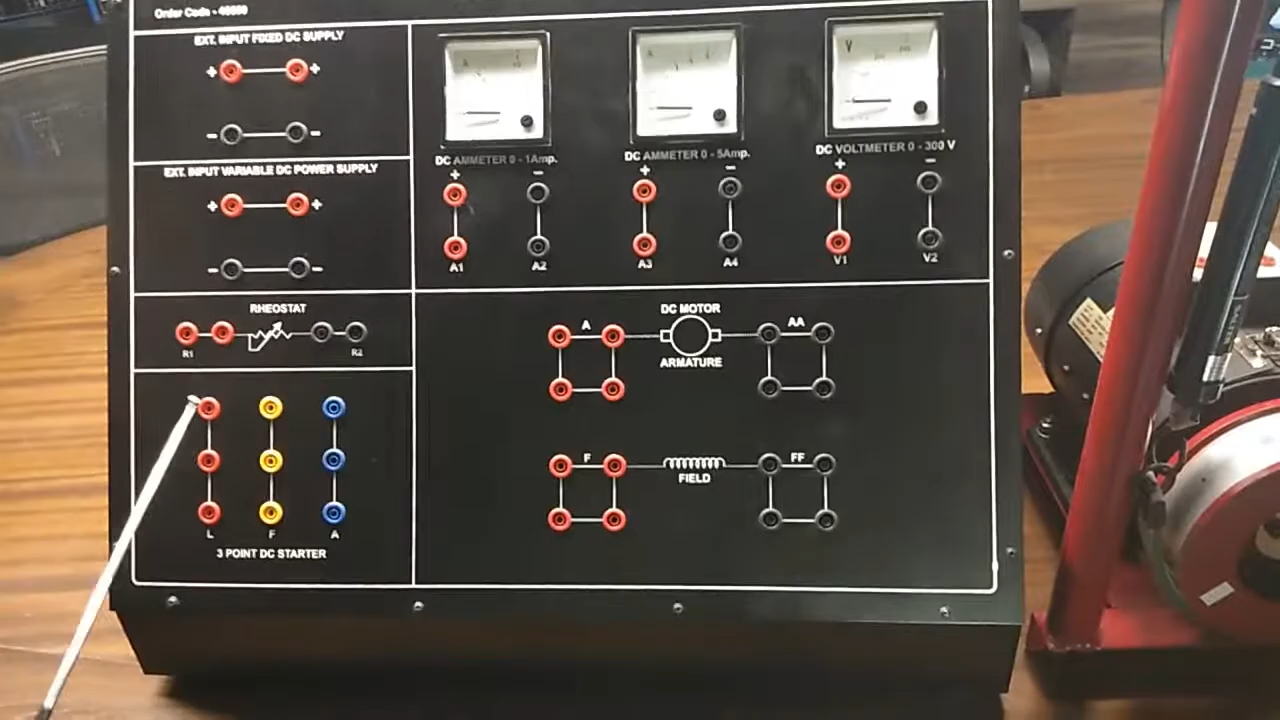 Order Code -
EXT. INPUT FIXED DC SUPPLY
+ +
- -
EXT. INPUT VARIABLE DC POWER SUPPLY
+ +
- -
RHEOSTAT
R1 R2
L F A
3 POINT DC STARTER
A
A
V
DC AMMETER 0 - 1Amp.
DC AMMETER 0 - 5Amp.
DC VOLTMETER 0 - 300 V
+ - + - + -
A1 A2 A3 A4 V1 V2
DC MOTOR
A AA
ARMATURE
F FF
FIELD